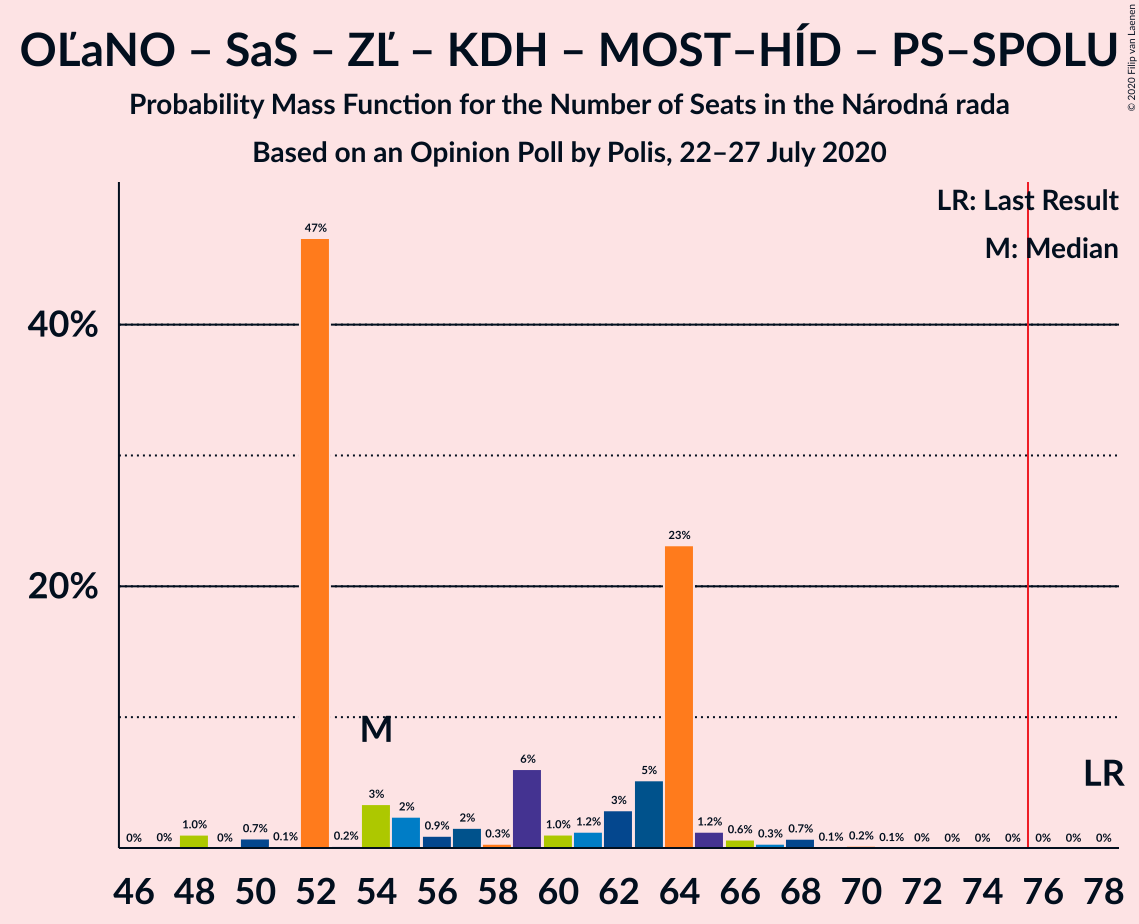 OĽaNO – SaS – ZĽ – KDH – MOST–HÍD – PS–SPOLU
Probability Mass Function for the Number of Seats in the Národná rada
Based on an Opinion Poll by Polis, 22–27 July 2020
© 2020 Filip van Laenen
LR: Last Result
M: Median
40%
20%
47%
23%
M
LR
0% 0% 1.0% 0% 0.7% 0.1% 0.2% 3% 2% 0.9% 2% 0.3% 6% 1.0% 1.2% 3% 5% 1.2% 0.6% 0.3% 0.7% 0.1% 0.2% 0.1% 0% 0% 0% 0% 0% 0% 0%
46 48 50 52 54 56 58 60 62 64 66 68 70 72 74 76 78